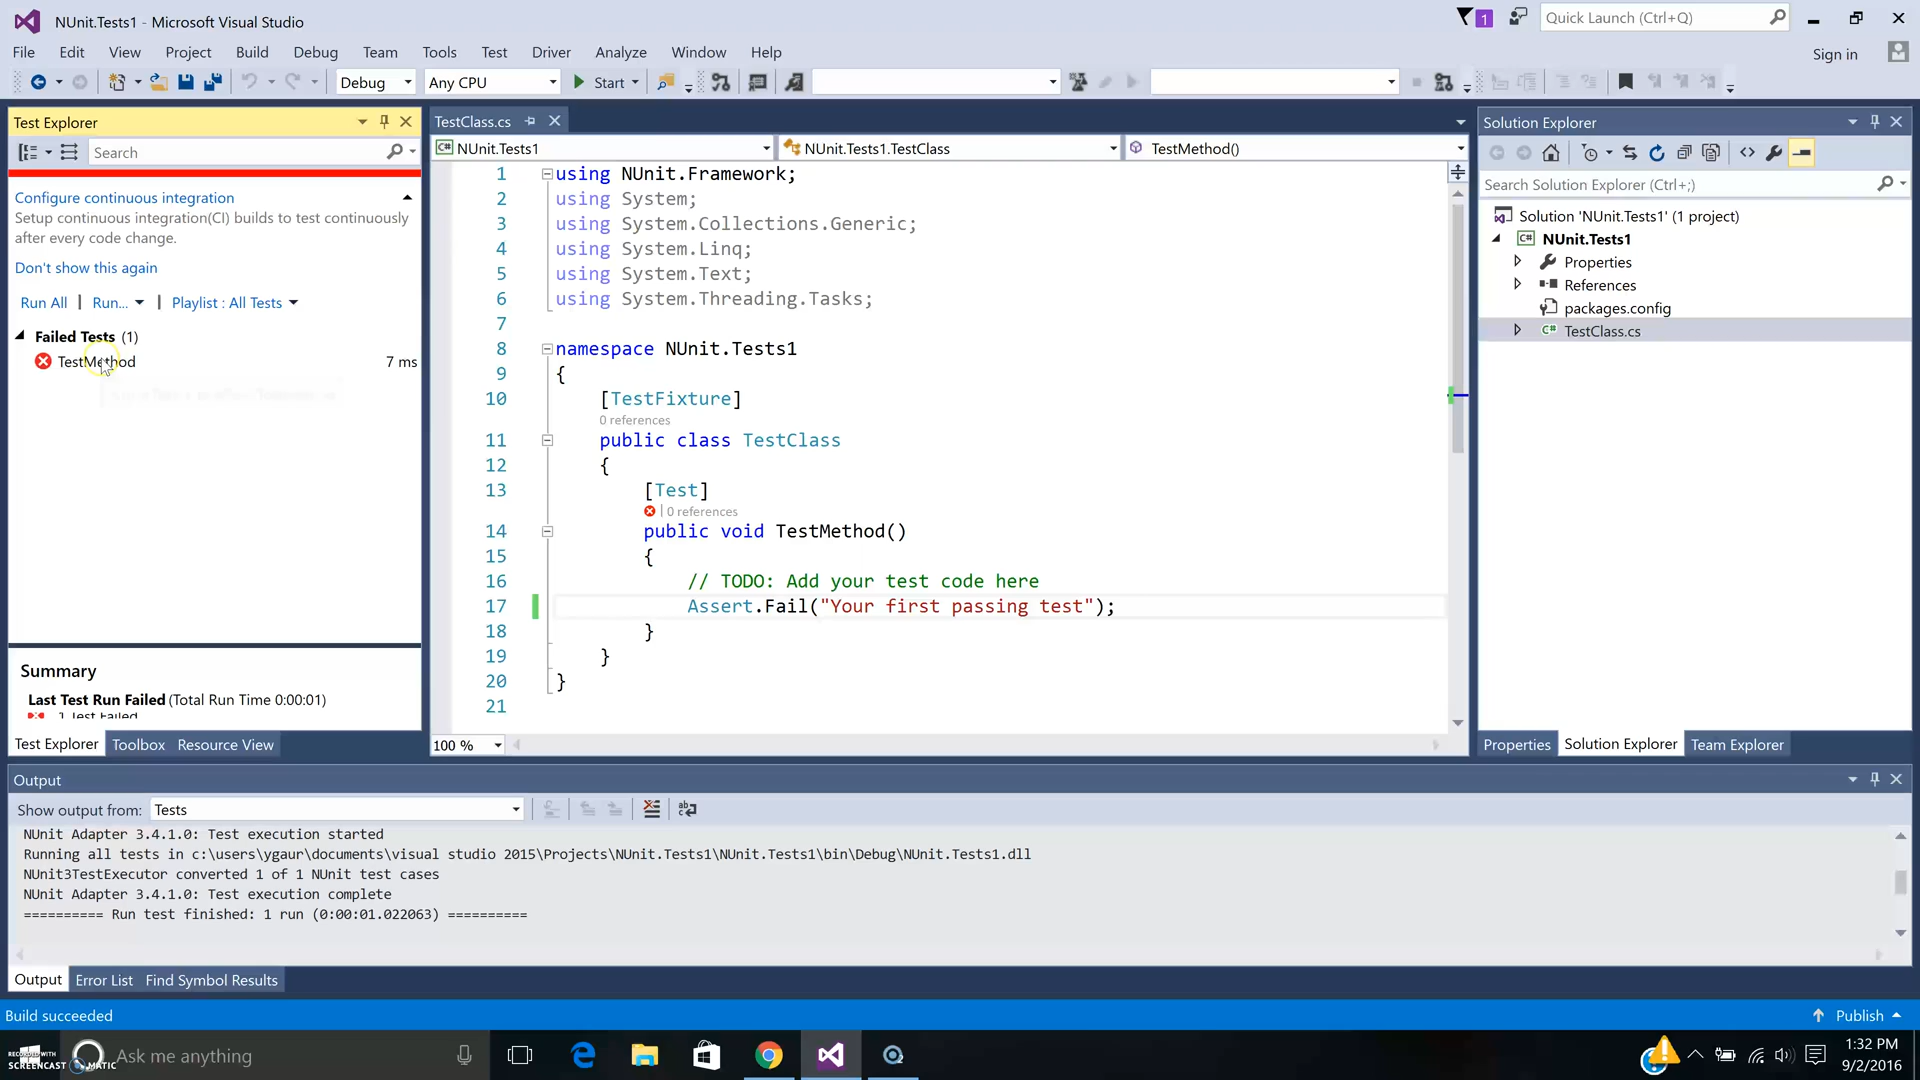 NUnit.Tests1 - Microsoft Visual Studio
1
Quick Launch (Ctrl+Q)
File Edit View Project Build Debug Team Tools Test Driver Analyze Window Help
Sign in
Debug Any CPU Start
Test Explorer
Search
Configure continuous integration
Setup continuous integration(CI) builds to test continuously
after every code change.
Don't show this again
Run All | Run... | Playlist : All Tests
Failed Tests (1)
TestMethod 7 ms
Summary
Last Test Run Failed (Total Run Time 0:00:01)
1 Test Failed
Test Explorer Toolbox Resource View
TestClass.cs
NUnit.Tests1 NUnit.Tests1.TestClass TestMethod()
1 using NUnit.Framework;
2 using System;
3 using System.Collections.Generic;
4 using System.Linq;
5 using System.Text;
6 using System.Threading.Tasks;
7
8 namespace NUnit.Tests1
9 {
10 [TestFixture]
0 references
11 public class TestClass
12 {
13 [Test]
| 0 references
14 public void TestMethod()
15 {
16 // TODO: Add your test code here
17 Assert.Fail("Your first passing test");
18 }
19 }
20 }
21
100 %
Solution Explorer
Search Solution Explorer (Ctrl+;)
Solution 'NUnit.Tests1' (1 project)
C# NUnit.Tests1
Properties
References
packages.config
C# TestClass.cs
Properties Solution Explorer Team Explorer
Output
Show output from: Tests
NUnit Adapter 3.4.1.0: Test execution started
Running all tests in c:\users\ygaur\documents\visual studio 2015\Projects\NUnit.Tests1\NUnit.Tests1\bin\Debug\NUnit.Tests1.dll
NUnit3TestExecutor converted 1 of 1 NUnit test cases
NUnit Adapter 3.4.1.0: Test execution complete
========== Run test finished: 1 run (0:00:01.022063) ==========
Output Error List Find Symbol Results
Build succeeded
Publish
RECORDED WITH
SCREENCAST MATIC
Ask me anything
1:32 PM
9/2/2016